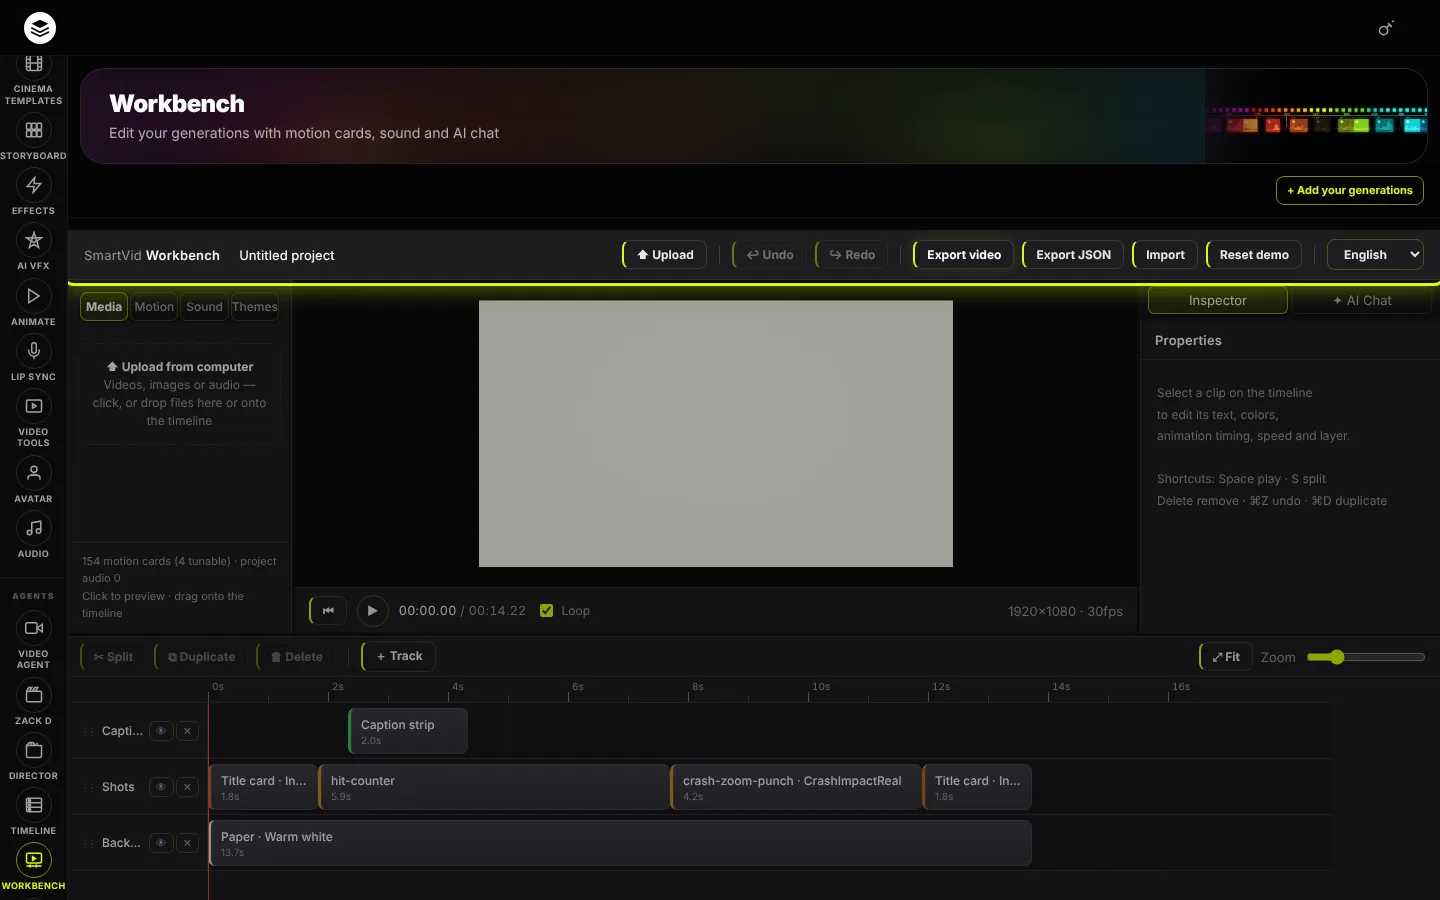 Workbench
Edit your generations with motion cards, sound and AI chat
+ Add your generations
SmartVid Workbench
Untitled project
Upload
Undo
Redo
Export video
Export JSON
Import
Reset demo
English
CINEMA
TEMPLATES
STORYBOARD
EFFECTS
AI VFX
ANIMATE
LIP SYNC
VIDEO
TOOLS
AVATAR
AUDIO
AGENTS
VIDEO
AGENT
ZACK D
DIRECTOR
TIMELINE
WORKBENCH
Media
Motion
Sound
Themes
Upload from computer
Videos, images or audio —
click, or drop files here or onto
the timeline
154 motion cards (4 tunable) · project
audio 0
Click to preview · drag onto the
timeline
00:00.00 / 00:14.22
Loop
1920×1080 · 30fps
Inspector
AI Chat
Properties
Select a clip on the timeline
to edit its text, colors,
animation timing, speed and layer.
Shortcuts: Space play · S split
Delete remove · ⌘Z undo · ⌘D duplicate
Split
Duplicate
Delete
+ Track
Fit
Zoom
0s
2s
4s
6s
8s
10s
12s
14s
16s
Capti...
Caption strip
2.0s
Shots
Title card · In...
1.8s
hit-counter
5.9s
crash-zoom-punch · CrashImpactReal
4.2s
Title card · In...
1.8s
Back...
Paper · Warm white
13.7s